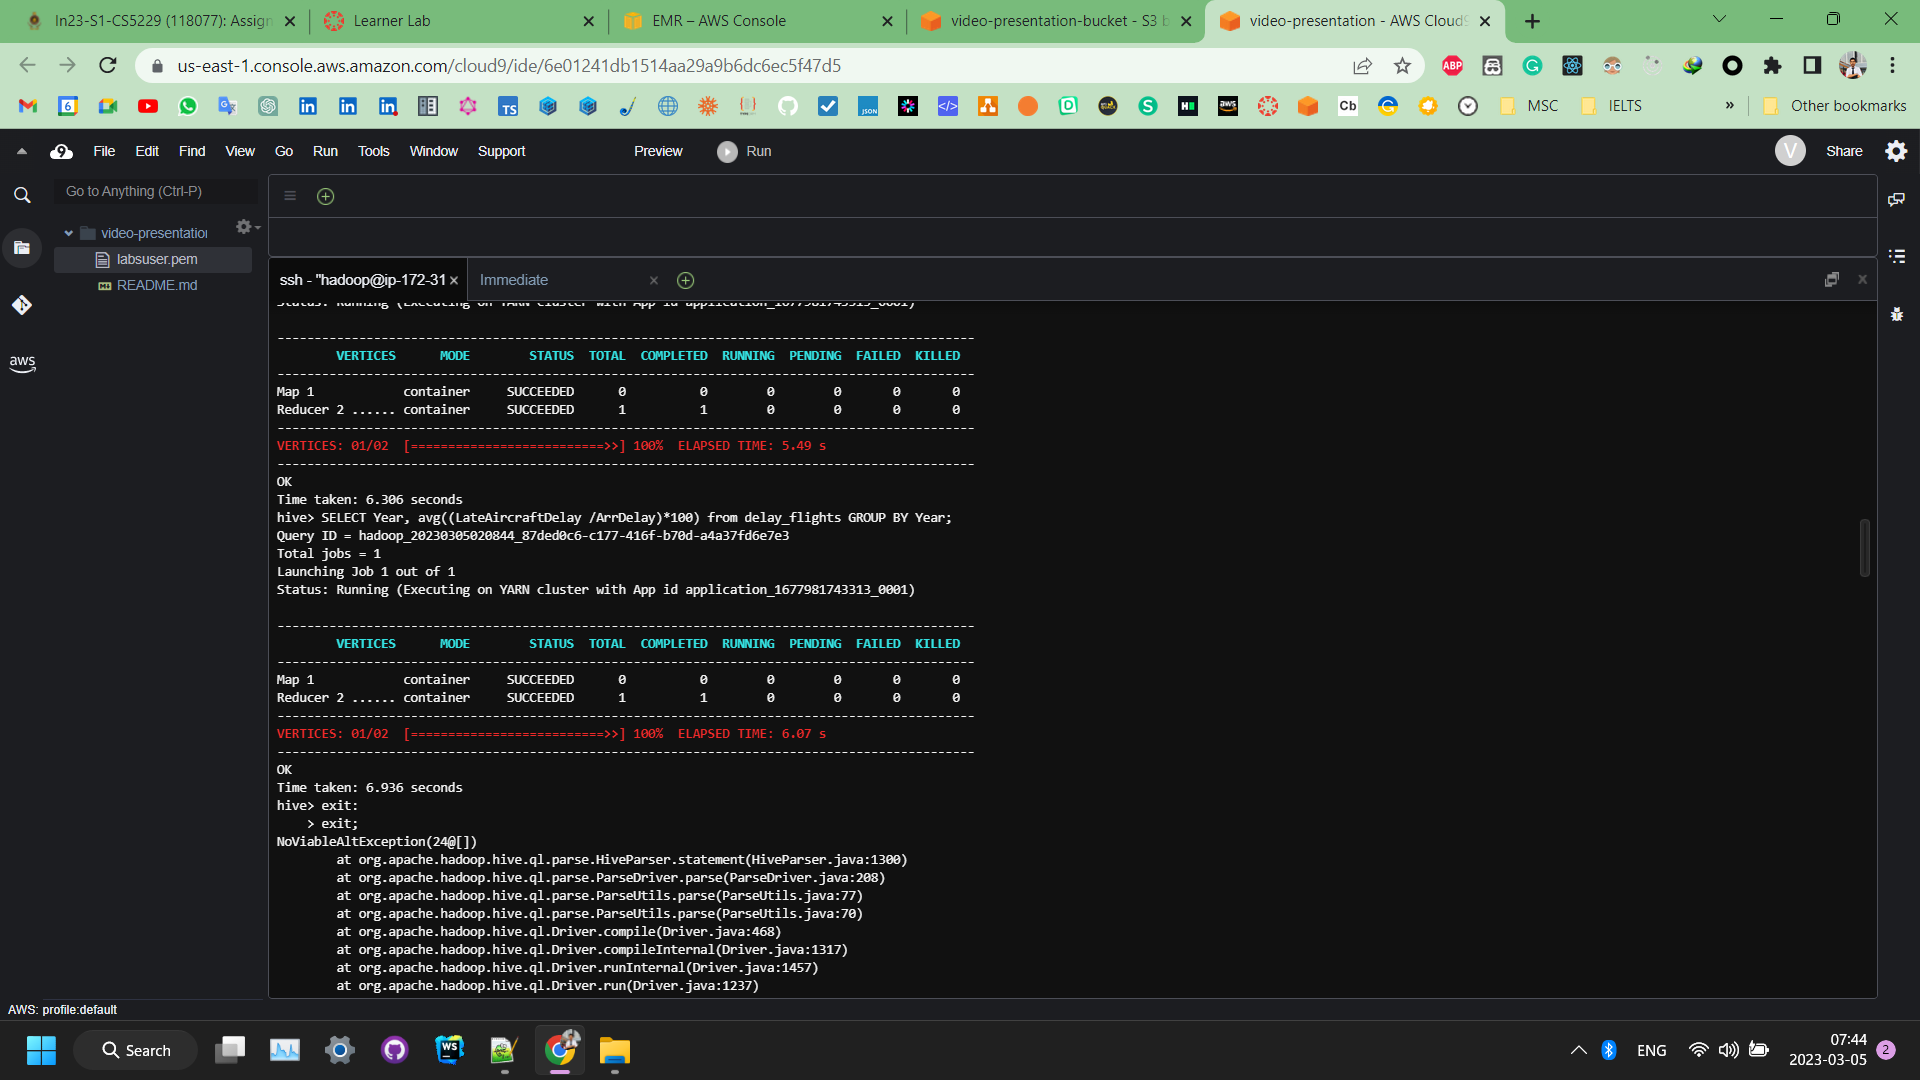 In23-S1-CS5229 (118077): Assign
Learner Lab
EMR – AWS Console
video-presentation-bucket - S3 b
video-presentation - AWS Cloud9
us-east-1.console.aws.amazon.com/cloud9/ide/6e01241db1514aa29a9b6dc6ec5f47d5
MSC
IELTS
»
Other bookmarks
File Edit Find View Go Run Tools Window Support Preview Run
V
Share
Go to Anything (Ctrl-P)
video-presentation
labsuser.pem
README.md
aws
ssh - "hadoop@ip-172-31
Immediate
Status: Running (Executing on YARN cluster with App id application_1677981743313_0001)
----------------------------------------------------------------------------------------------
VERTICES MODE STATUS TOTAL COMPLETED RUNNING PENDING FAILED KILLED
----------------------------------------------------------------------------------------------
Map 1 container SUCCEEDED 0 0 0 0 0 0
Reducer 2 ...... container SUCCEEDED 1 1 0 0 0 0
----------------------------------------------------------------------------------------------
VERTICES: 01/02 [==========================>>] 100% ELAPSED TIME: 5.49 s
----------------------------------------------------------------------------------------------
OK
Time taken: 6.306 seconds
hive> SELECT Year, avg((LateAircraftDelay /ArrDelay)*100) from delay_flights GROUP BY Year;
Query ID = hadoop_20230305020844_87ded0c6-c177-416f-b70d-a4a37fd6e7e3
Total jobs = 1
Launching Job 1 out of 1
Status: Running (Executing on YARN cluster with App id application_1677981743313_0001)
----------------------------------------------------------------------------------------------
VERTICES MODE STATUS TOTAL COMPLETED RUNNING PENDING FAILED KILLED
----------------------------------------------------------------------------------------------
Map 1 container SUCCEEDED 0 0 0 0 0 0
Reducer 2 ...... container SUCCEEDED 1 1 0 0 0 0
----------------------------------------------------------------------------------------------
VERTICES: 01/02 [==========================>>] 100% ELAPSED TIME: 6.07 s
----------------------------------------------------------------------------------------------
OK
Time taken: 6.936 seconds
hive> exit:
> exit;
NoViableAltException(24@[])
at org.apache.hadoop.hive.ql.parse.HiveParser.statement(HiveParser.java:1300)
at org.apache.hadoop.hive.ql.parse.ParseDriver.parse(ParseDriver.java:208)
at org.apache.hadoop.hive.ql.parse.ParseUtils.parse(ParseUtils.java:77)
at org.apache.hadoop.hive.ql.parse.ParseUtils.parse(ParseUtils.java:70)
at org.apache.hadoop.hive.ql.Driver.compile(Driver.java:468)
at org.apache.hadoop.hive.ql.Driver.compileInternal(Driver.java:1317)
at org.apache.hadoop.hive.ql.Driver.runInternal(Driver.java:1457)
at org.apache.hadoop.hive.ql.Driver.run(Driver.java:1237)
AWS: profile:default
Search
ENG
07:44
2023-03-05
2